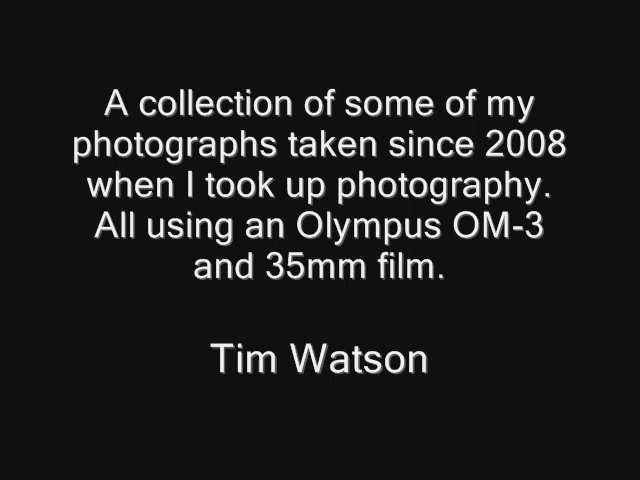 A collection of some of my
photographs taken since 2008
when I took up photography.
All using an Olympus OM-3
and 35mm film.
Tim Watson